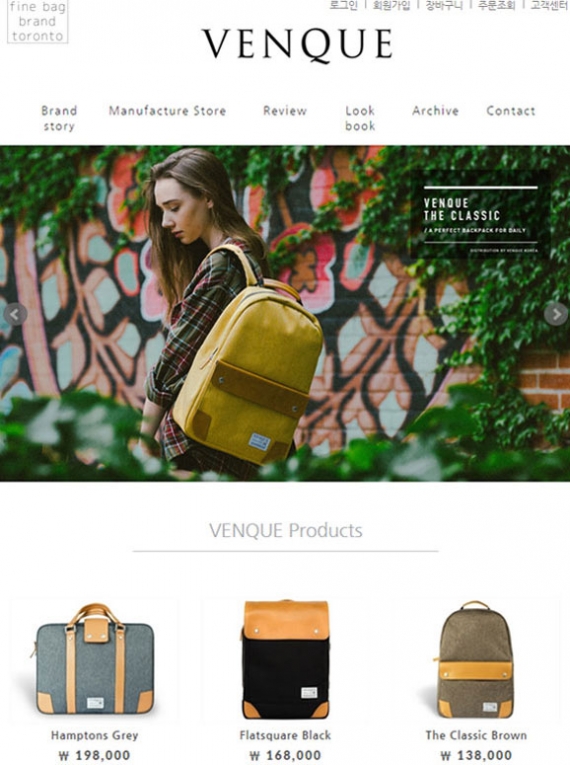 fine bag
brand
toronto
로그인 | 회원가입 | 장바구니 | 주문조회 | 고객센터
VENQUE
Brand story
Manufacture Store
Review
Look book
Archive
Contact
VENQUE
THE CLASSIC
/ A PERFECT BACKPACK FOR DAILY
DISTRIBUTION BY VENQUE KOREA
VENQUE Products
Hamptons Grey
₩ 198,000
Flatsquare Black
₩ 168,000
The Classic Brown
₩ 138,000